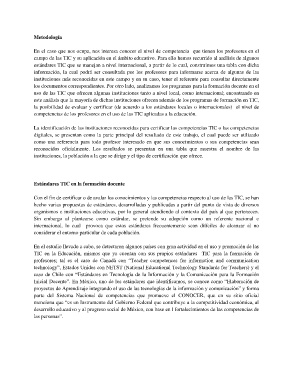 Metodología
En el caso que nos ocupa, nos interesa conocer el nivel de competencia que tienen los profesores en el
campo de las TIC y su aplicación en el ámbito educativo. Para ello hemos recurrido al análisis de algunos
estándares TIC que se manejan a nivel internacional, a partir de lo cual, construimos una tabla con dicha
información, la cual podrá ser consultada por los profesores para informarse acerca de algunas de las
instituciones más reconocidas en este campo y en su caso, tener el referente para consultar directamente
los documentos correspondientes. Por otro lado, analizamos los programas para la formación docente en el
uso de las TIC que ofrecen algunas instituciones tanto a nivel local, como internacional; encontrando en
este análisis que la mayoría de dichas instituciones ofrecen además de los programas de formación en TIC,
la posibilidad de evaluar y certificar (de acuerdo a los estándares locales o internacionales) el nivel de
competencias de los profesores en el uso de las TIC aplicadas a la educación.
La identificación de las instituciones reconocidas para certificar las competencias TIC o las competencias
digitales, se presentan como la parte principal del resultado de este trabajo, el cual puede ser utilizado
como una referencia para todo profesor interesado en que sus conocimientos o sus competencias sean
reconocidas oficialmente. Los resultados se presentan en una tabla que contiene el nombre de las
instituciones, la población a la que se dirige y el tipo de certificación que ofrece.
Estándares TIC en la formación docente
Con el fin de certificar o de avalar los conocimientos y las competencias respecto al uso de las TIC, se han
hecho varias propuestas de estándares, desarrolladas y publicadas a partir del punto de vista de diversos
organismos e instituciones educativas, por lo general atendiendo al contexto del país al que pertenecen.
Sin embargo al plantearse como estándar, se pretende su adopción como un referente nacional o
internacional, lo cual provoca que estos estándares frecuentemente sean difíciles de alcanzar al no
considerar el entorno particular de cada población.
En el estudio llevado a cabo, se detectaron algunos países con gran actividad en el uso y promoción de las
TIC en la Educación, mismos que ya cuentan con sus propios estándares TIC para la formación de
profesores; tal es el caso de Canadá con "Teacher competencies for information and communication
technology", Estados Unidos con NETST (National Educational Technology Standards for Teachers) y el
caso de Chile con "Estándares en Tecnología de la Información y la Comunicación para la Formación
Inicial Docente". En México, uno de los estándares que identificamos, se conoce como "Elaboración de
proyectos de Aprendizaje integrando el uso de las tecnologías de la información y comunicación" y forma
parte del Sistema Nacional de Competencias que promueve el CONOCER, que en su sitio oficial
menciona que "es un Instrumento del Gobierno Federal que contribuye a la competitividad económica, al
desarrollo educativo y al progreso social de México, con base en l fortalecimiento de las competencias de
las personas".